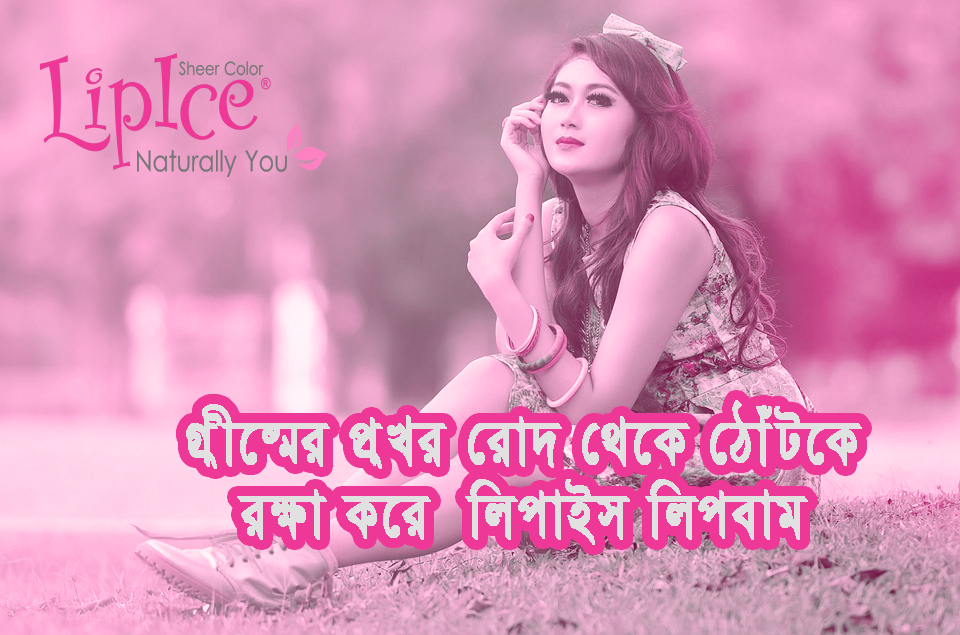 Sheer Color
LipIce®
Naturally You
গ্রীষ্মের প্রখর রোদ থেকে ঠোঁটকে
রক্ষা করে লিপাইস লিপবাম